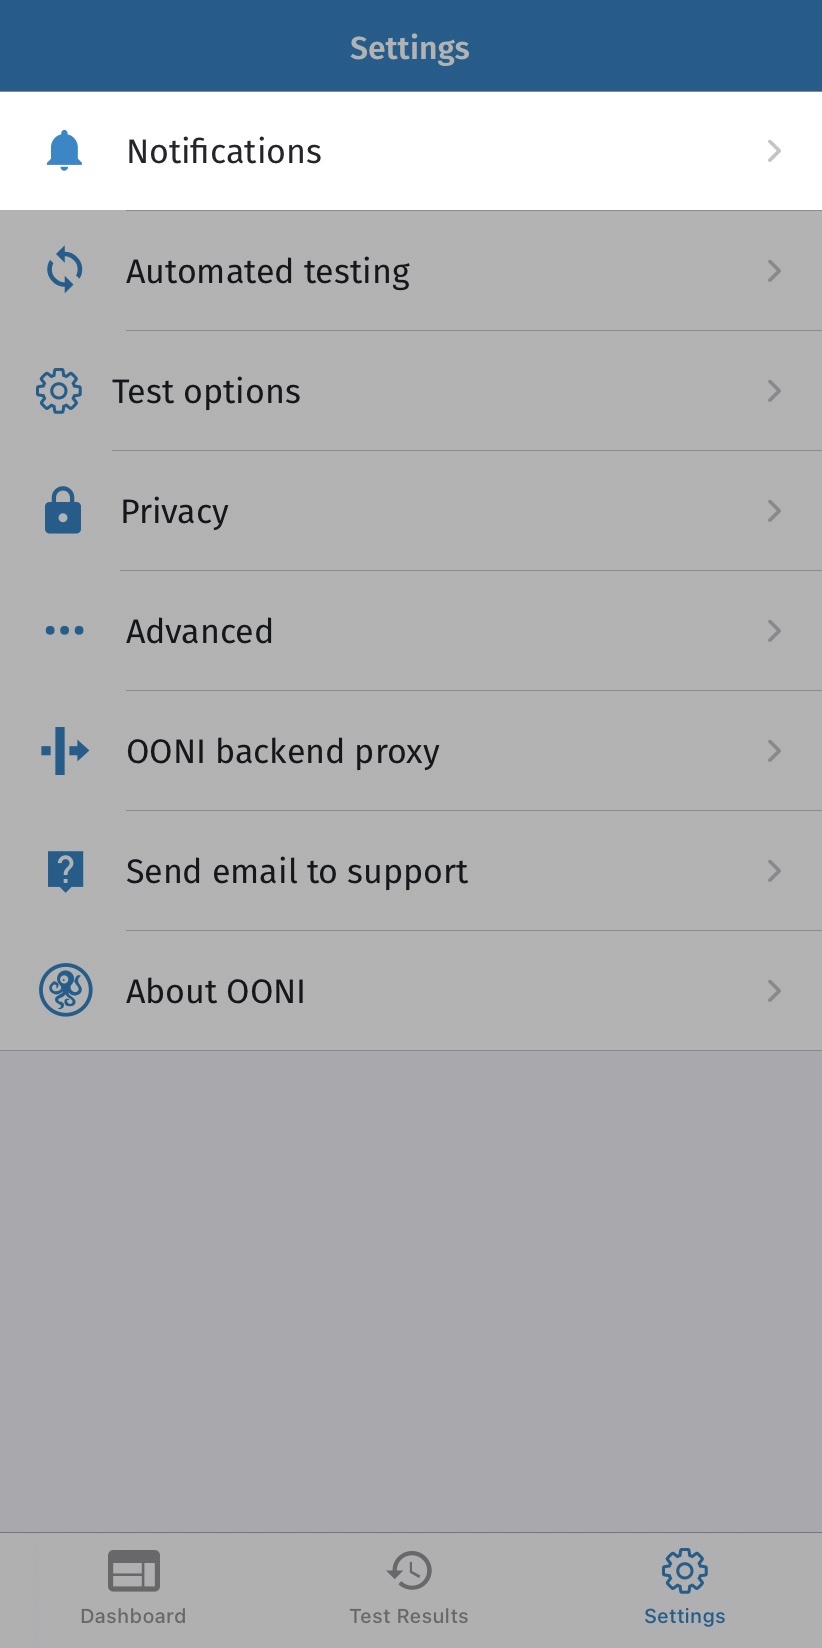 Settings
Notifications
Automated testing
Test options
Privacy
Advanced
OONI backend proxy
Send email to support
About OONI
Dashboard
Test Results
Settings